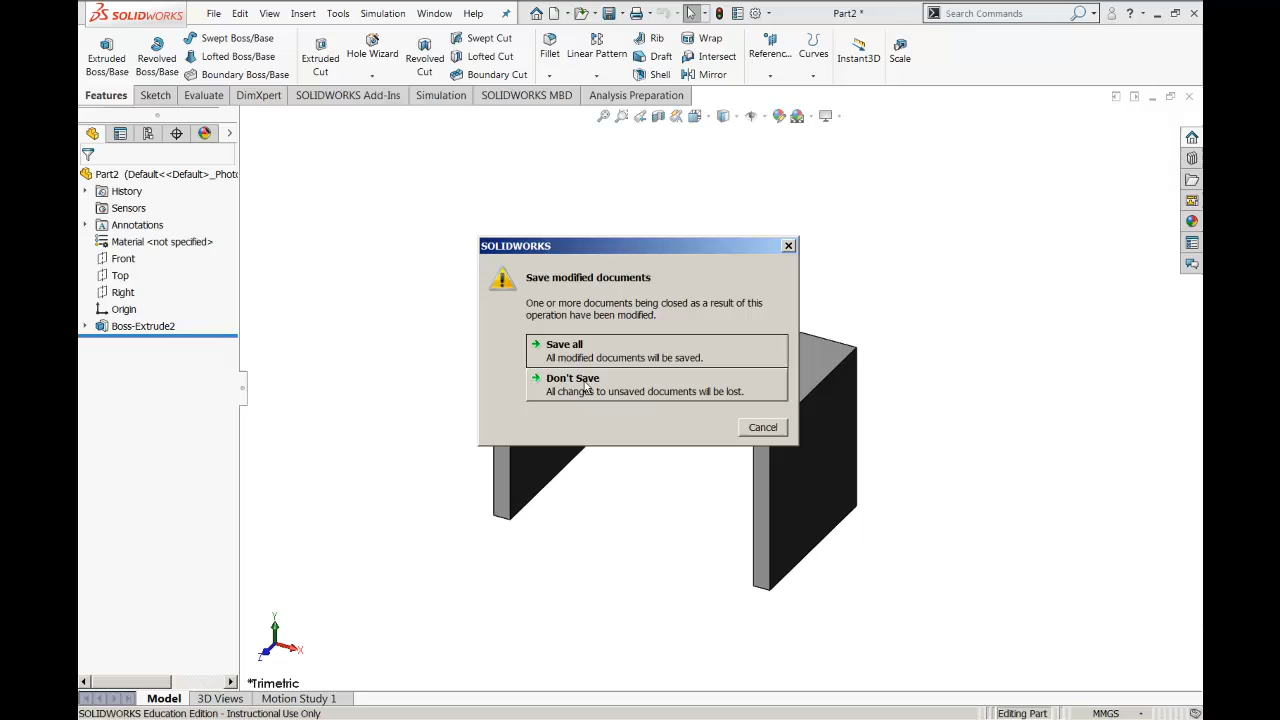 SOLIDWORKS File Edit View Insert Tools Simulation Window Help Part2 * Search Commands
Extruded Boss/Base
Revolved Boss/Base
Swept Boss/Base
Lofted Boss/Base
Boundary Boss/Base
Extruded Cut
Hole Wizard
Revolved Cut
Swept Cut
Lofted Cut
Boundary Cut
Fillet
Linear Pattern
Rib
Draft
Shell
Wrap
Intersect
Mirror
Referenc...
Curves
Instant3D
Scale
Features Sketch Evaluate DimXpert SOLIDWORKS Add-Ins Simulation SOLIDWORKS MBD Analysis Preparation
Part2 (Default<<Default>_Phot
History
Sensors
Annotations
Material <not specified>
Front
Top
Right
Origin
Boss-Extrude2
SOLIDWORKS
Save modified documents
One or more documents being closed as a result of this
operation have been modified.
Save all
All modified documents will be saved.
Don't Save
All changes to unsaved documents will be lost.
Cancel
Y
X
Z
*Trimetric
Model 3D Views Motion Study 1
SOLIDWORKS Education Edition - Instructional Use Only Editing Part MMGS